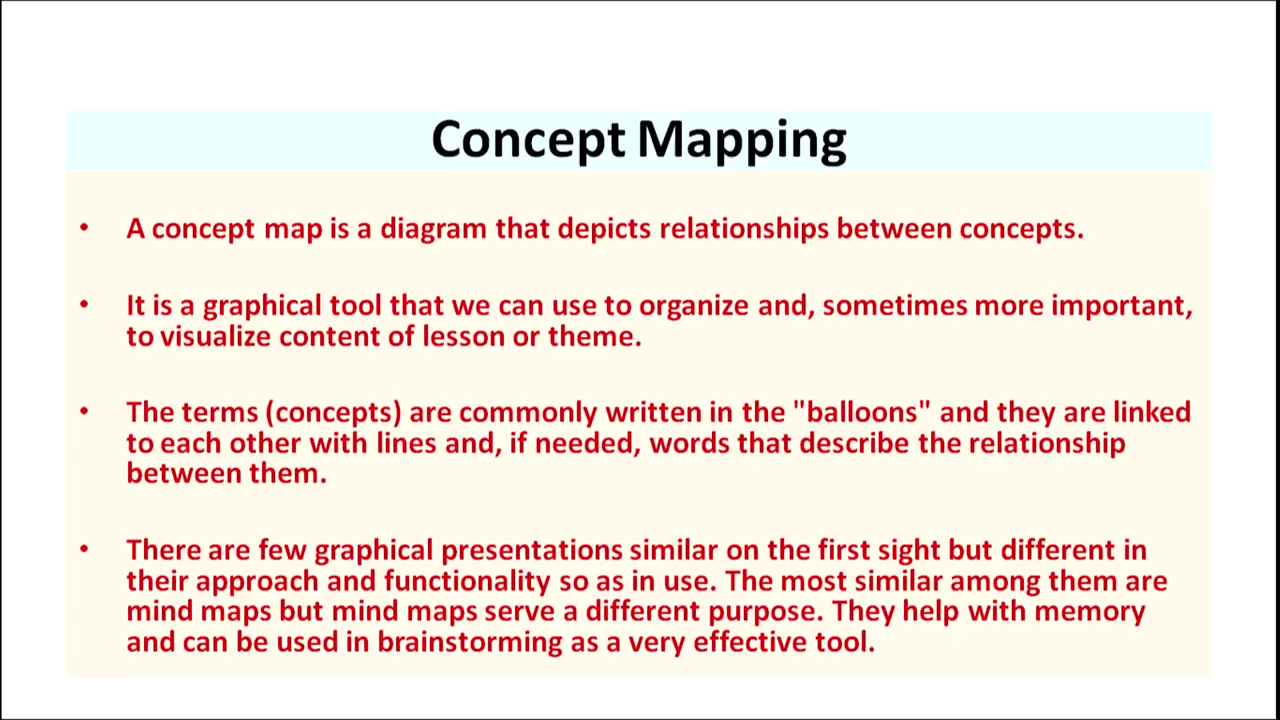 Concept Mapping
• A concept map is a diagram that depicts relationships between concepts.
• It is a graphical tool that we can use to organize and, sometimes more important,
to visualize content of lesson or theme.
• The terms (concepts) are commonly written in the "balloons" and they are linked
to each other with lines and, if needed, words that describe the relationship
between them.
• There are few graphical presentations similar on the first sight but different in
their approach and functionality so as in use. The most similar among them are
mind maps but mind maps serve a different purpose. They help with memory
and can be used in brainstorming as a very effective tool.